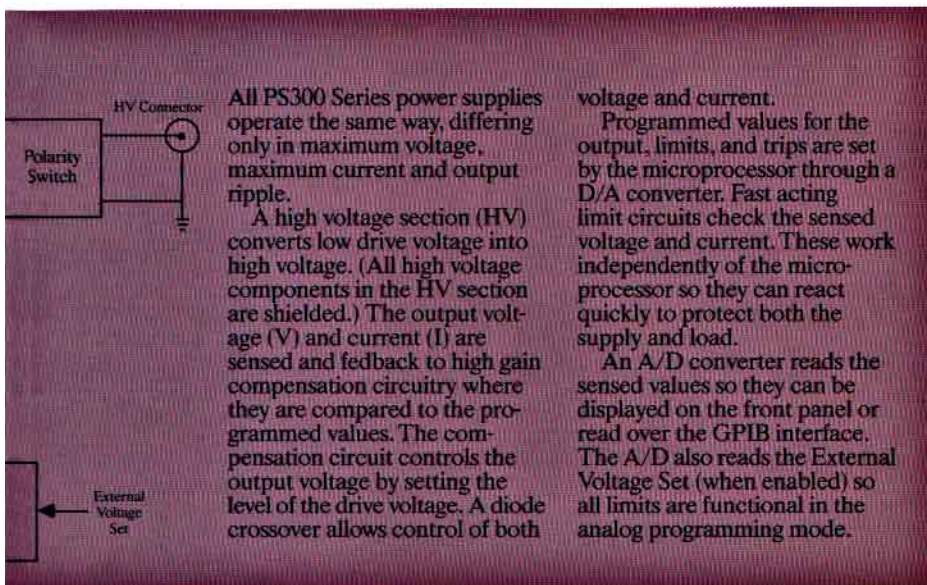 HV Connector
Polarity
Switch
External
Voltage
Set
All PS300 Series power supplies
operate the same way, differing
only in maximum voltage,
maximum current and output
ripple.
A high voltage section (HV)
converts low drive voltage into
high voltage. (All high voltage
components in the HV section
are shielded.) The output volt-
age (V) and current (I) are
sensed and fedback to high gain
compensation circuitry where
they are compared to the pro-
grammed values. The com-
pensation circuit controls the
output voltage by setting the
level of the drive voltage. A diode
crossover allows control of both
voltage and current.
Programmed values for the
output, limits, and trips are set
by the microprocessor through a
D/A converter. Fast acting
limit circuits check the sensed
voltage and current. These work
independently of the micro-
processor so they can react
quickly to protect both the
supply and load.
An A/D converter reads the
sensed values so they can be
displayed on the front panel or
read over the GPIB interface.
The A/D also reads the External
Voltage Set (when enabled) so
all limits are functional in the
analog programming mode.